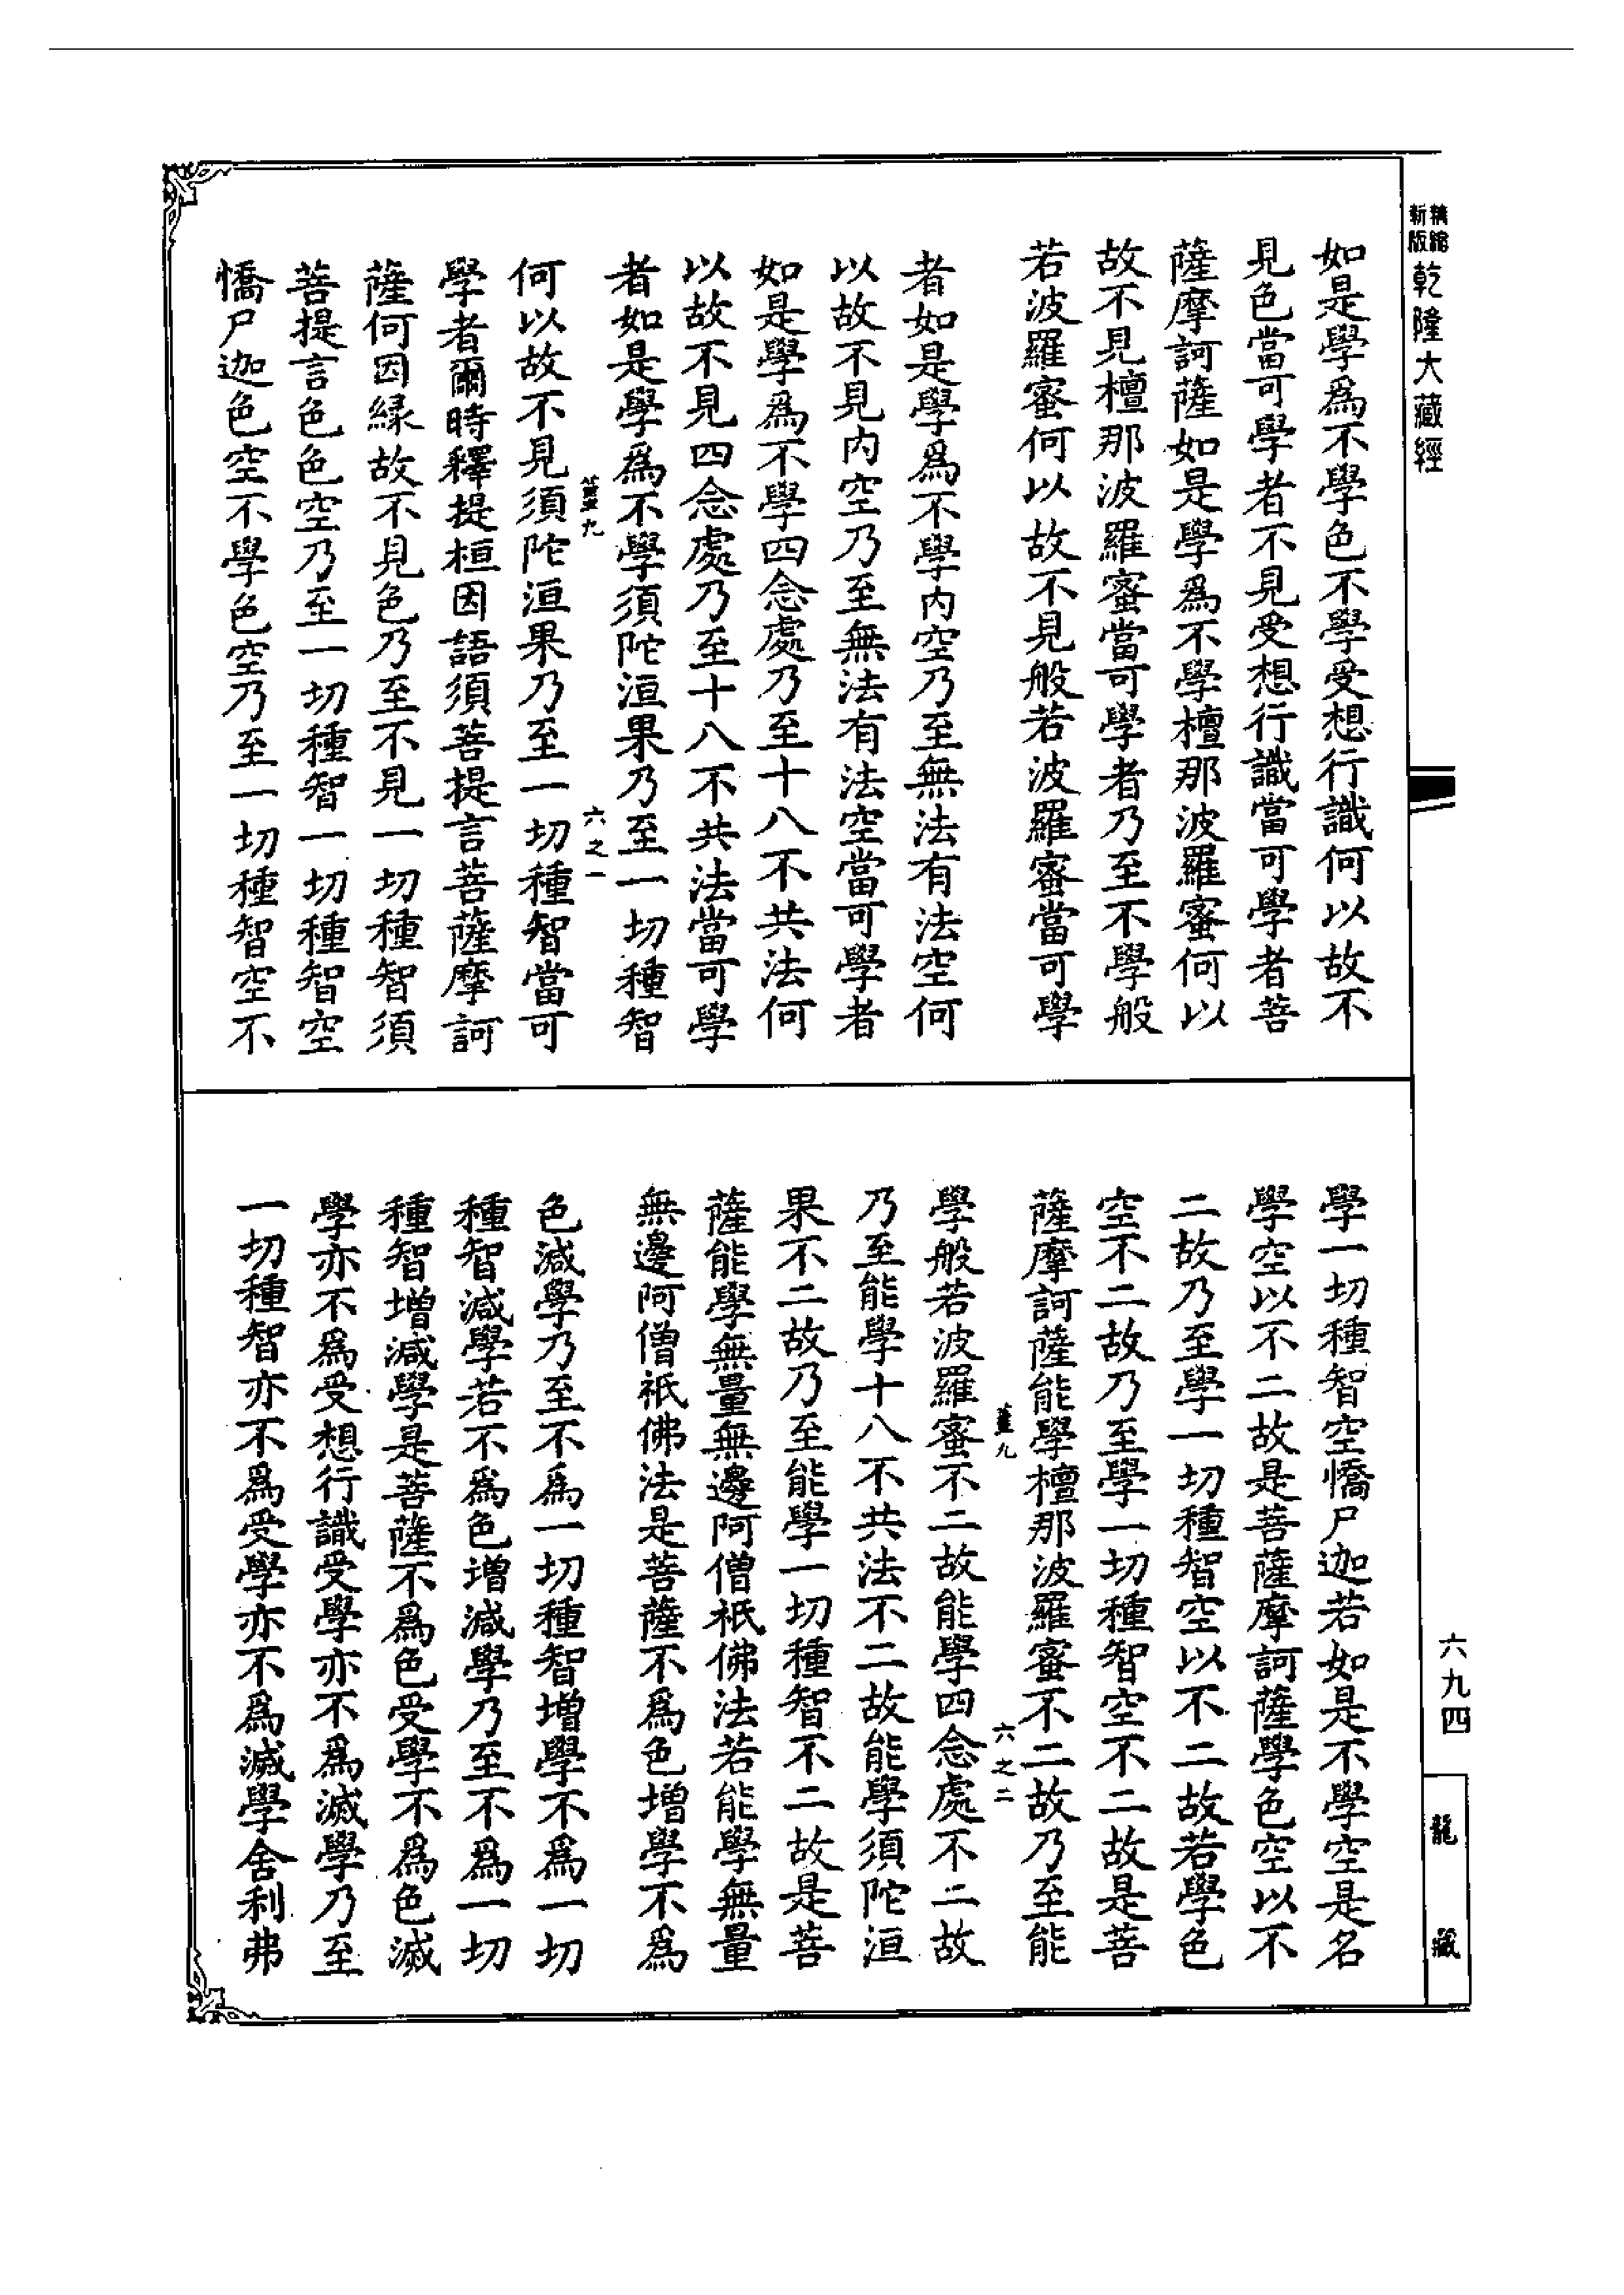 精縮新版乾隆大藏經
如是學爲不學色不學受想行識何以故不
見色當可學者不見受想行識當可學者菩
薩摩訶薩如是學爲不學檀那波羅蜜何以
故不見檀那波羅蜜當可學者乃至不學般
若波羅蜜何以故不見般若波羅蜜當可學
者如是學爲不學内空乃至無法有法空何
以故不見内空乃至無法有法空當可學者
如是學爲不學四念處乃至十八不共法何
以故不見四念處乃至十八不共法當可學
者如是學爲不學須陀洹果乃至一切種智
六之一
何以故不見須陀洹果乃至一切種智當可
學者爾時釋提桓因語須菩提言菩薩摩訶
薩何因緣故不見色乃至不見一切種智須
菩提言色色空乃至一切種智一切種智空
憍尸迦色空不學色空乃至一切種智空不
學一切種智空憍尸迦若如是不學空是名
學空以不二故是菩薩摩訶薩學色空以不
二故乃至學一切種智空以不二故若學色
空不二故乃至學一切種智空不二故是菩
薩摩訶薩能學檀那波羅蜜不二故乃至能
六之二
學般若波羅蜜不二故能學四念處不二故
乃至能學十八不共法不二故能學須陀洹
果不二故乃至能學一切種智不二故是菩
薩能學無量無邊阿僧祇佛法若能學無量
無邊阿僧祇佛法是菩薩不爲色增學不爲
色減學乃至不爲一切種智增學不爲一切
種智減學若不爲色增減學乃至不爲一切
種智增減學是菩薩不爲色受學不爲色滅
學亦不爲受想行識受學亦不爲滅學乃至
一切種智亦不爲受學亦不爲滅學舍利弗
六九四
龍藏